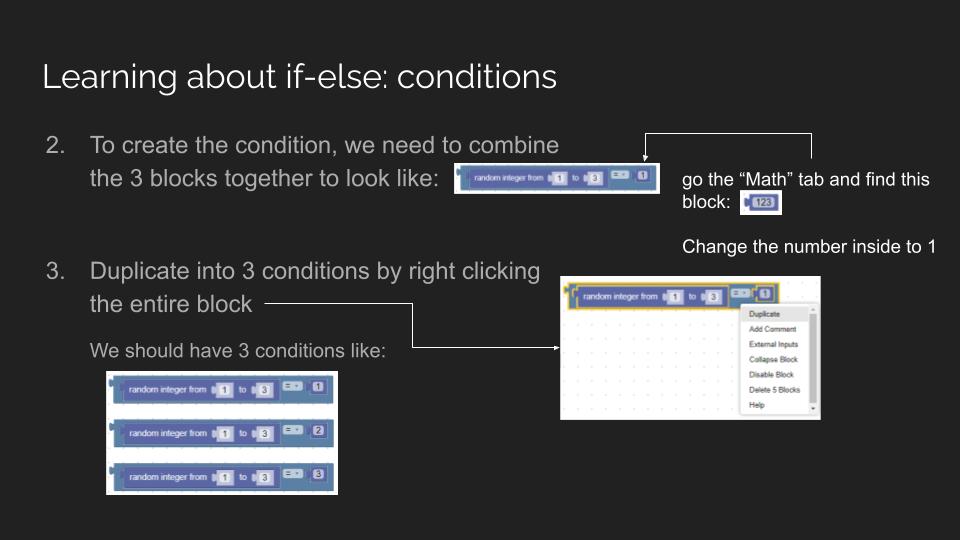 Learning about if-else: conditions
2. To create the condition, we need to combine
the 3 blocks together to look like:
random integer from 1 to 3 = 1
go the “Math” tab and find this
block: 123
Change the number inside to 1
3. Duplicate into 3 conditions by right clicking
the entire block
random integer from 1 to 3 = 1
Duplicate
Add Comment
External Inputs
Collapse Block
Disable Block
Delete 5 Blocks
Help
We should have 3 conditions like:
random integer from 1 to 3 = 1
random integer from 1 to 3 = 2
random integer from 1 to 3 = 3